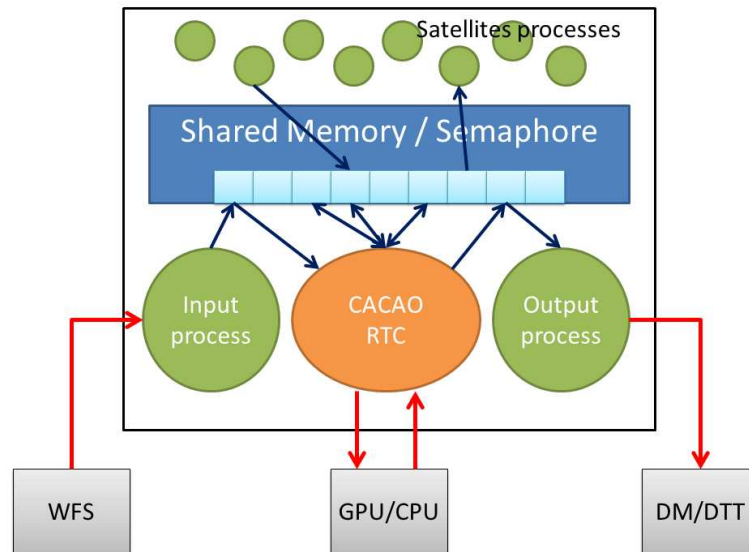 Satellites processes
Shared Memory / Semaphore
Input
process
CACAO
RTC
Output
process
WFS
GPU/CPU
DM/DTT